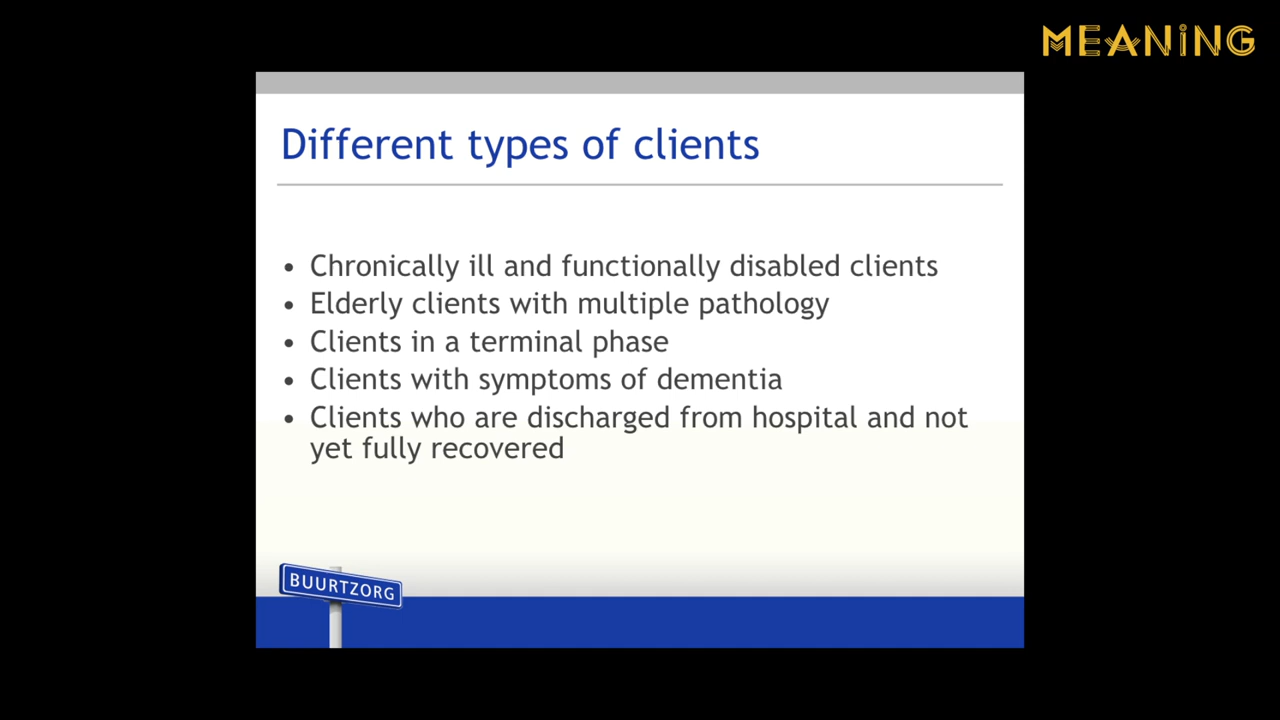 MEANING
Different types of clients
• Chronically ill and functionally disabled clients
• Elderly clients with multiple pathology
• Clients in a terminal phase
• Clients with symptoms of dementia
• Clients who are discharged from hospital and not
yet fully recovered
BUURTZORG